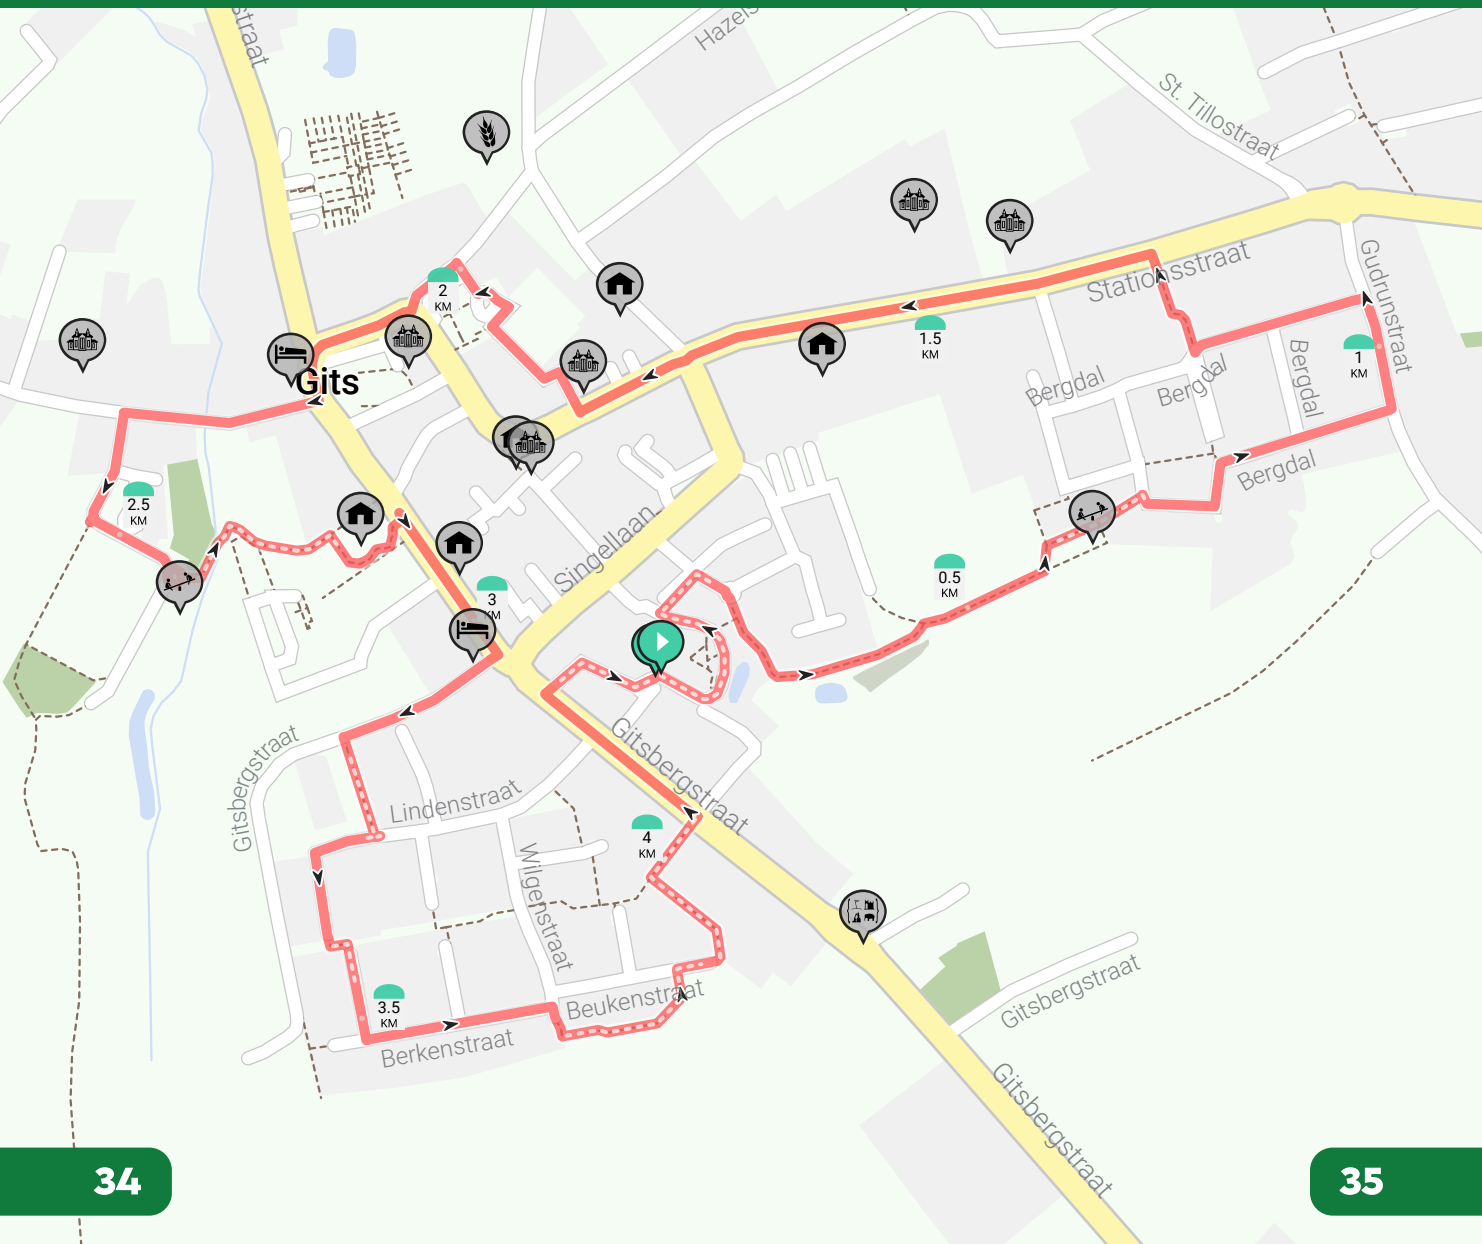 straat
Hazels
St. Tillostraat
Stationsstraat
Gudrunstraat
2
KM
1.5
KM
1
KM
Gits
Bergdal
Bergdal
Bergdal
Bergdal
2.5
KM
Singellaan
0.5
KM
3
KM
Gitsbergstraat
Gitsbergstraat
Lindenstraat
4
KM
Wilgenstraat
3.5
KM
Beukenstraat
Berkenstraat
Gitsbergstraat
Gitsbergstraat
34
35